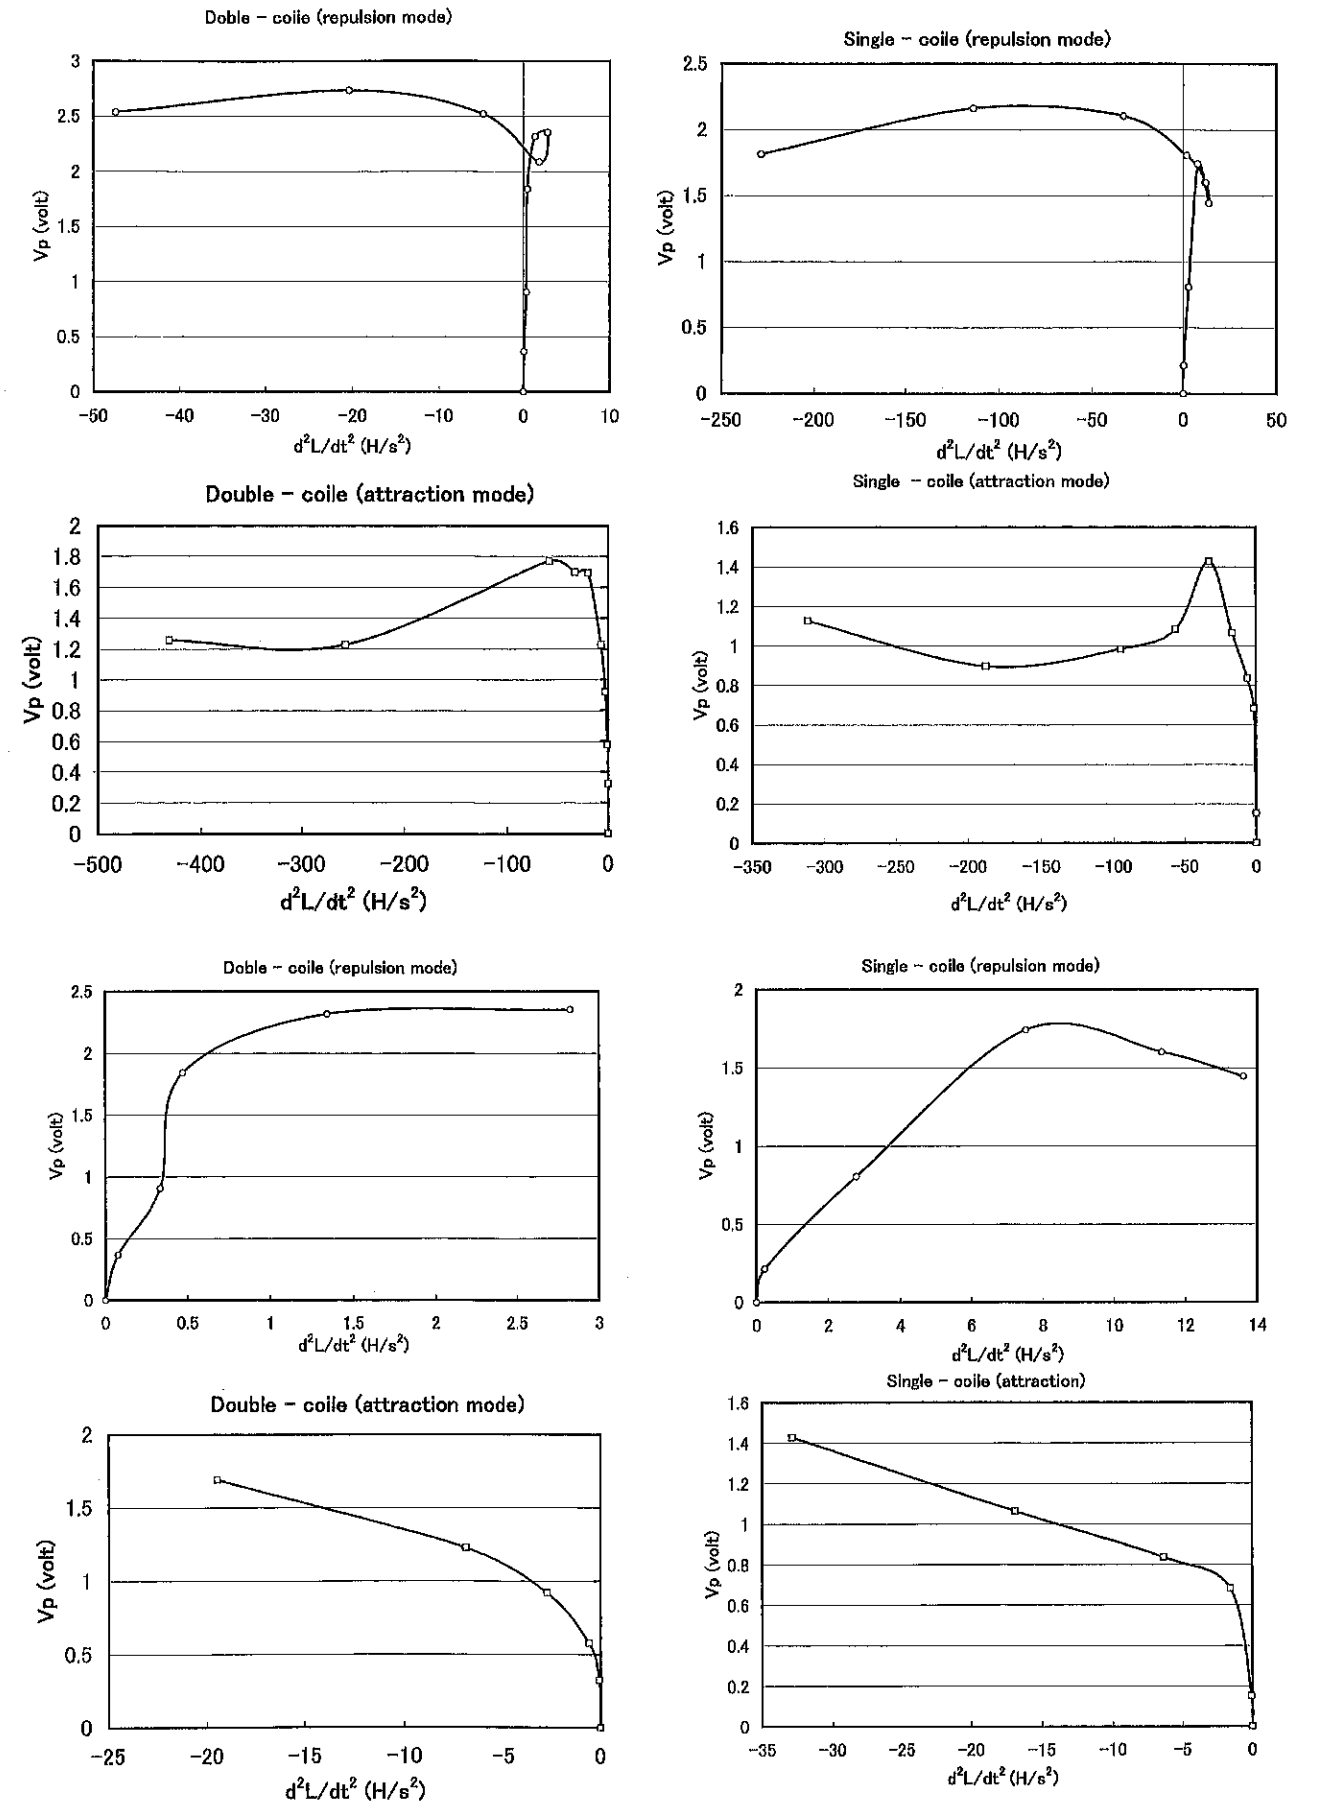 Doble - coile (repulsion mode)
3
2.5
2
1.5
1
0.5
0
Vp (volt)
-50 -40 -30 -20 -10 0 10
d²L/dt² (H/s²)
Single - coile (repulsion mode)
2.5
2
1.5
1
0.5
0
Vp (volt)
-250 -200 -150 -100 -50 0 50
d²L/dt² (H/s²)
Double - coile (attraction mode)
2
1.8
1.6
1.4
1.2
1
0.8
0.6
0.4
0.2
0
Vp (volt)
-500 -400 -300 -200 -100 0
d²L/dt² (H/s²)
Single - coile (attraction mode)
1.6
1.4
1.2
1
0.8
0.6
0.4
0.2
0
Vp (volt)
-350 -300 -250 -200 -150 -100 -50 0
d²L/dt² (H/s²)
Doble - coile (repulsion mode)
2.5
2
1.5
1
0.5
0
Vp (volt)
0 0.5 1 1.5 2 2.5 3
d²L/dt² (H/s²)
Single - coile (repulsion mode)
2
1.5
1
0.5
0
Vp (volt)
0 2 4 6 8 10 12 14
d²L/dt² (H/s²)
Double - coile (attraction mode)
2
1.5
1
0.5
0
Vp (volt)
-25 -20 -15 -10 -5 0
d²L/dt² (H/s²)
Single - coile (attraction)
1.6
1.4
1.2
1
0.8
0.6
0.4
0.2
0
Vp (volt)
-35 -30 -25 -20 -15 -10 -5 0
d²L/dt² (H/s²)